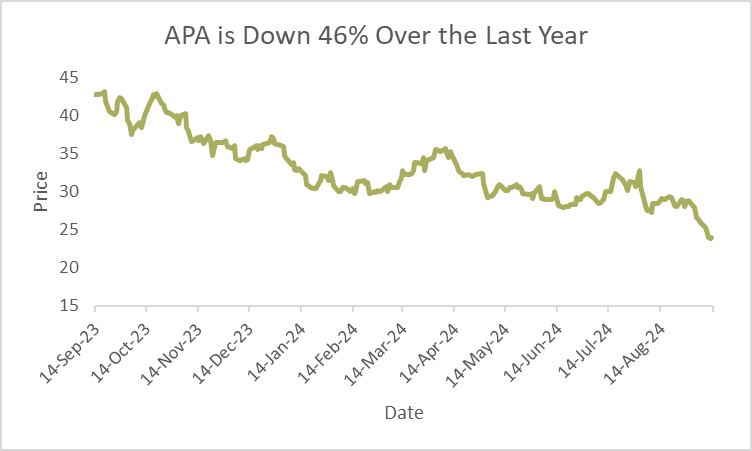 APA is Down 46% Over the Last Year
45
40
35
30
25
20
15
Price
14-Sep-23
14-Oct-23
14-Nov-23
14-Dec-23
14-Jan-24
14-Feb-24
14-Mar-24
14-Apr-24
14-May-24
14-Jun-24
14-Jul-24
14-Aug-24
Date